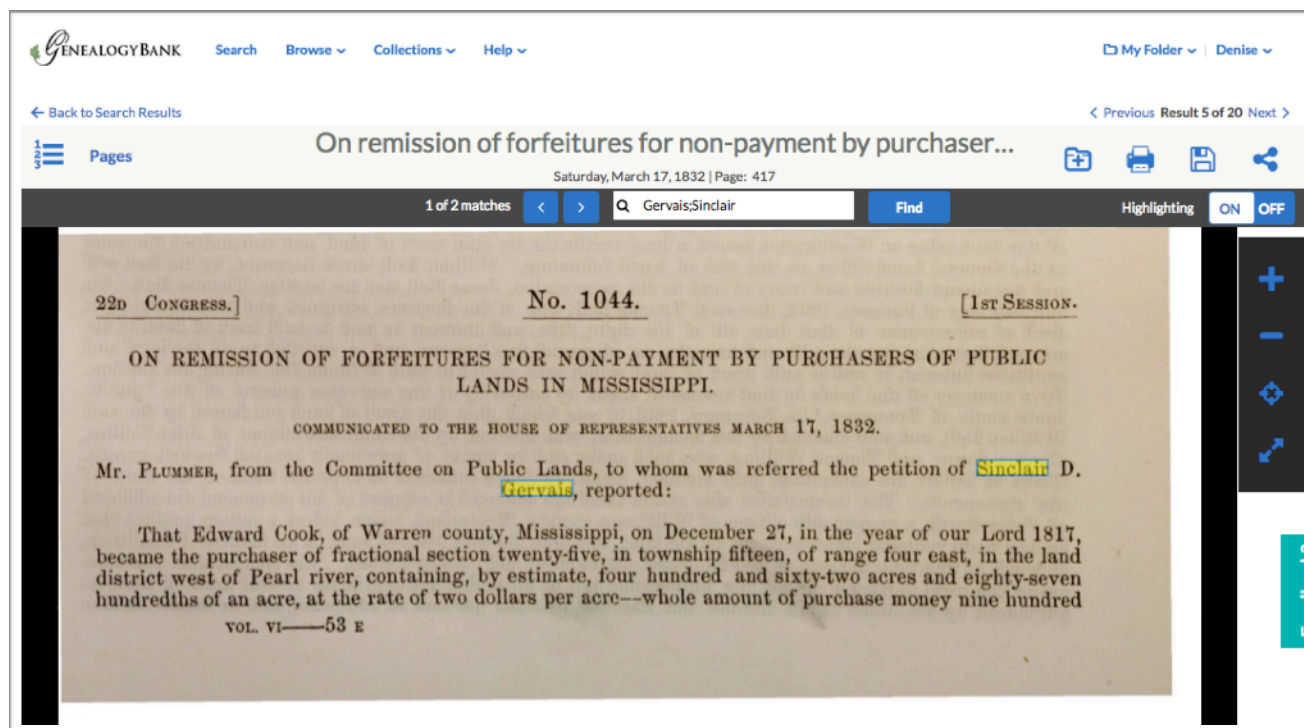 GENEALOGYBANK Search Browse Collections Help My Folder | Denise
← Back to Search Results < Previous Result 5 of 20 Next >
1 2 3 Pages
On remission of forfeitures for non-payment by purchaser...
Saturday, March 17, 1832 | Page: 417
1 of 2 matches < > Gervais;Sinclair Find Highlighting ON OFF
22D CONGRESS.] No. 1044. [1ST SESSION.
ON REMISSION OF FORFEITURES FOR NON-PAYMENT BY PURCHASERS OF PUBLIC
LANDS IN MISSISSIPPI.
COMMUNICATED TO THE HOUSE OF REPRESENTATIVES MARCH 17, 1832.
Mr. PLUMMER, from the Committee on Public Lands, to whom was referred the petition of Sinclair D.
Gervais, reported:
That Edward Cook, of Warren county, Mississippi, on December 27, in the year of our Lord 1817,
became the purchaser of fractional section twenty-five, in township fifteen, of range four east, in the land
district west of Pearl river, containing, by estimate, four hundred and sixty-two acres and eighty-seven
hundredths of an acre, at the rate of two dollars per acre—whole amount of purchase money nine hundred
VOL. VI——53 E